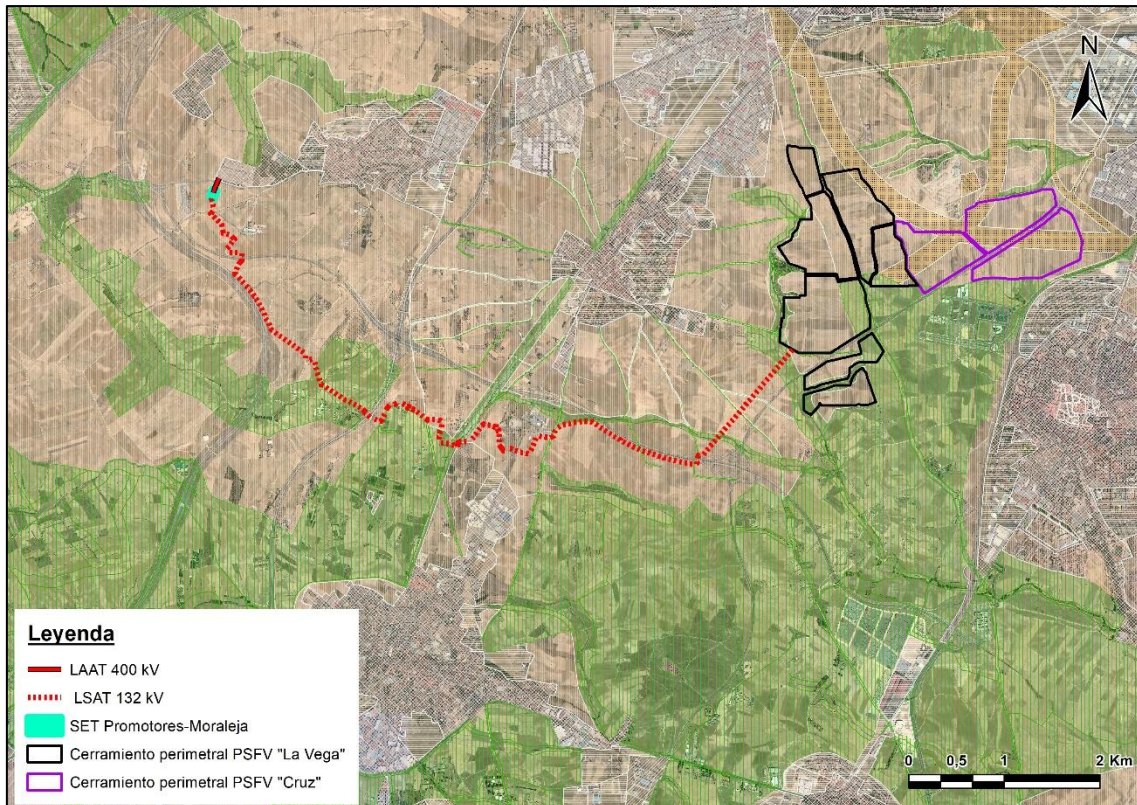 N
Leyenda
LAAT 400 kV
LSAT 132 kV
SET Promotores-Moraleja
Cerramiento perimetral PSFV "La Vega"
Cerramiento perimetral PSFV "Cruz"
0 0,5 1 2 Km